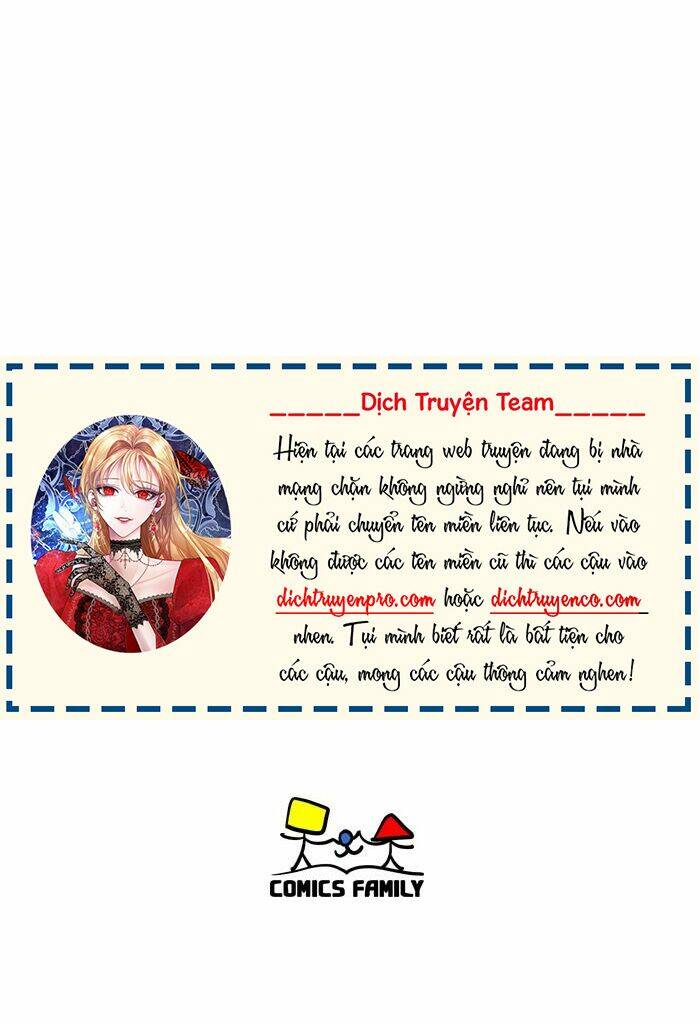 _____Dịch Truyện Team_____
Hiện tại các trang web truyện đang bị nhà
mạng chặn không ngừng nghỉ nên tụi mình
cứ phải chuyển tên miền liên tục. Nếu vào
không được các tên miền cũ thì các cậu vào
dichtruyenpro.com hoặc dichtruyenco.com
nhen. Tụi mình biết rất là bất tiện cho
các cậu, mong các cậu thông cảm nghen!
COMICS FAMILY